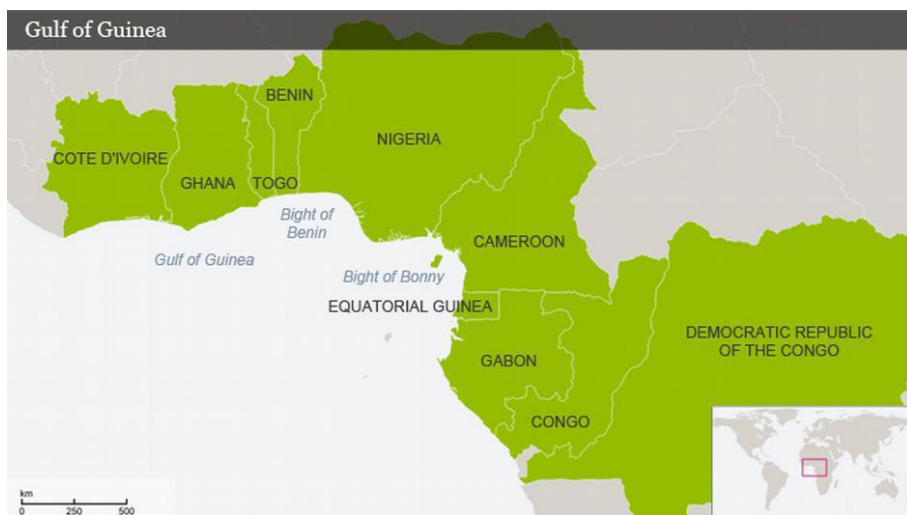 Gulf of Guinea
BENIN
NIGERIA
COTE D'IVOIRE
GHANA
TOGO
Bight of
Benin
CAMEROON
Gulf of Guinea
Bight of Bonny
EQUATORIAL GUINEA
DEMOCRATIC REPUBLIC
OF THE CONGO
GABON
CONGO
km
0 250 500